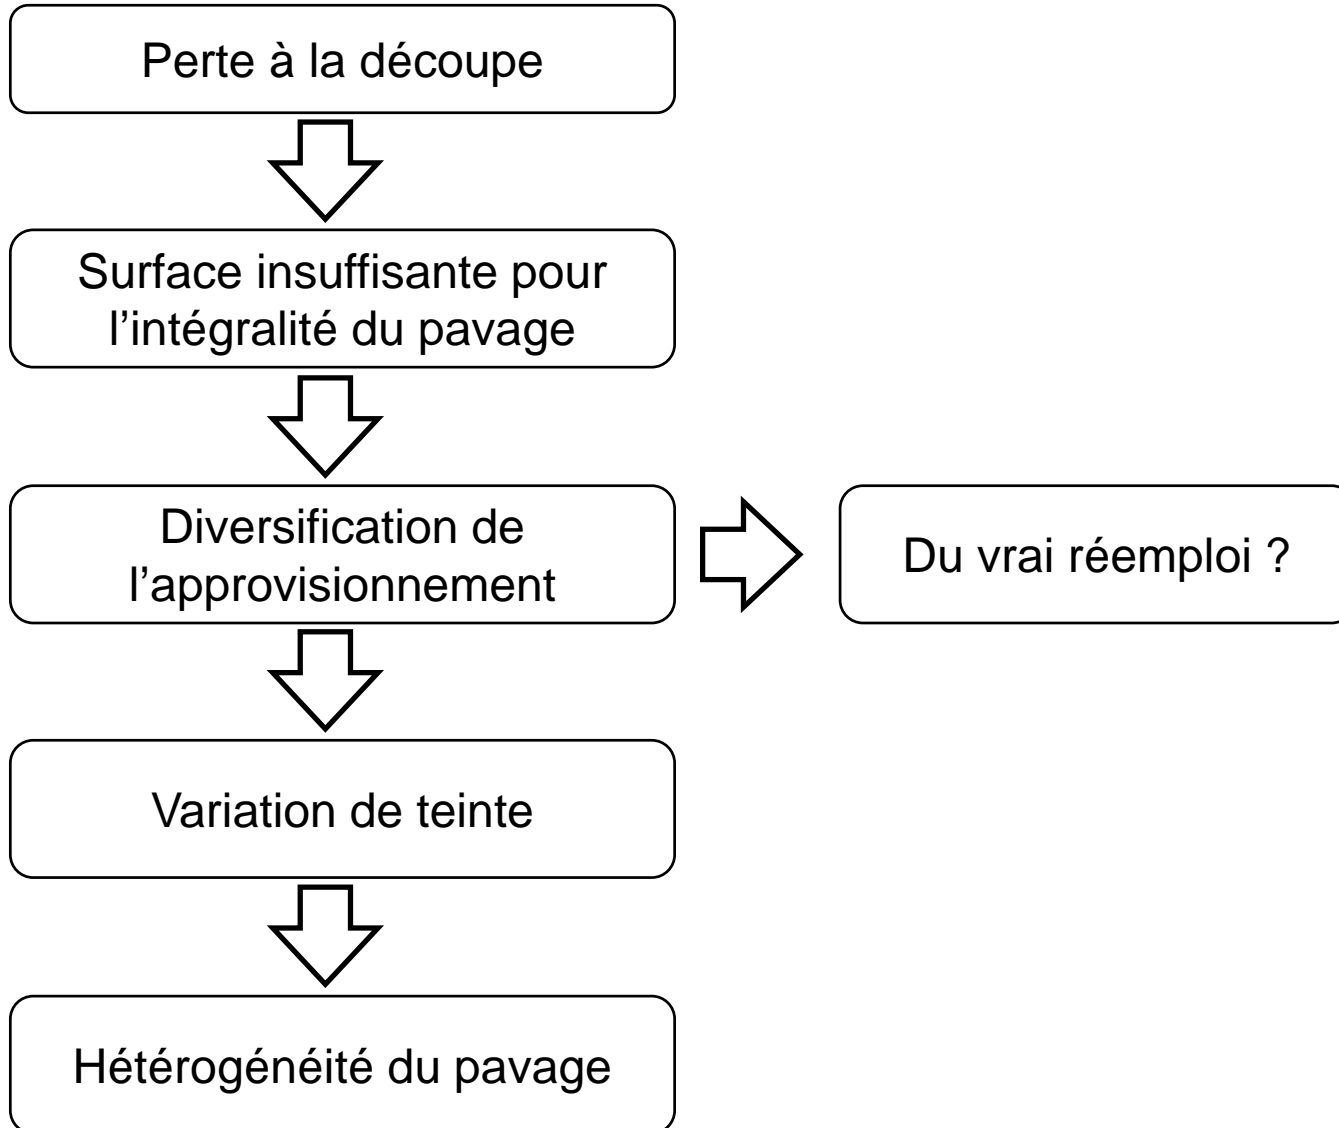 Perte à la découpe
Surface insuffisante pour
l’intégralité du pavage
Diversification de
l’approvisionnement
Du vrai réemploi ?
Variation de teinte
Hétérogénéité du pavage